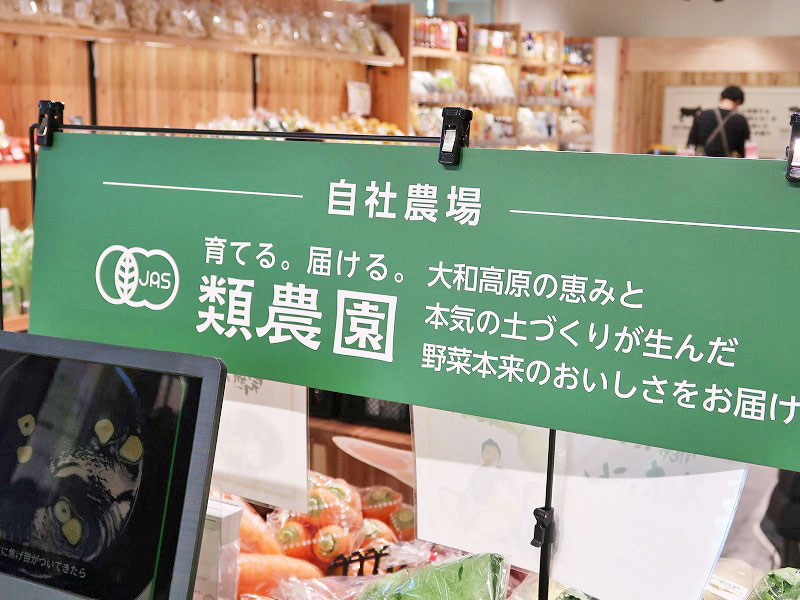 自社農場
JAS
育てる。届ける。
類農園
大和高原の恵みと
本気の土づくりが生んだ
野菜本来のおいしさをお届け
に焦げ目がついてきたら